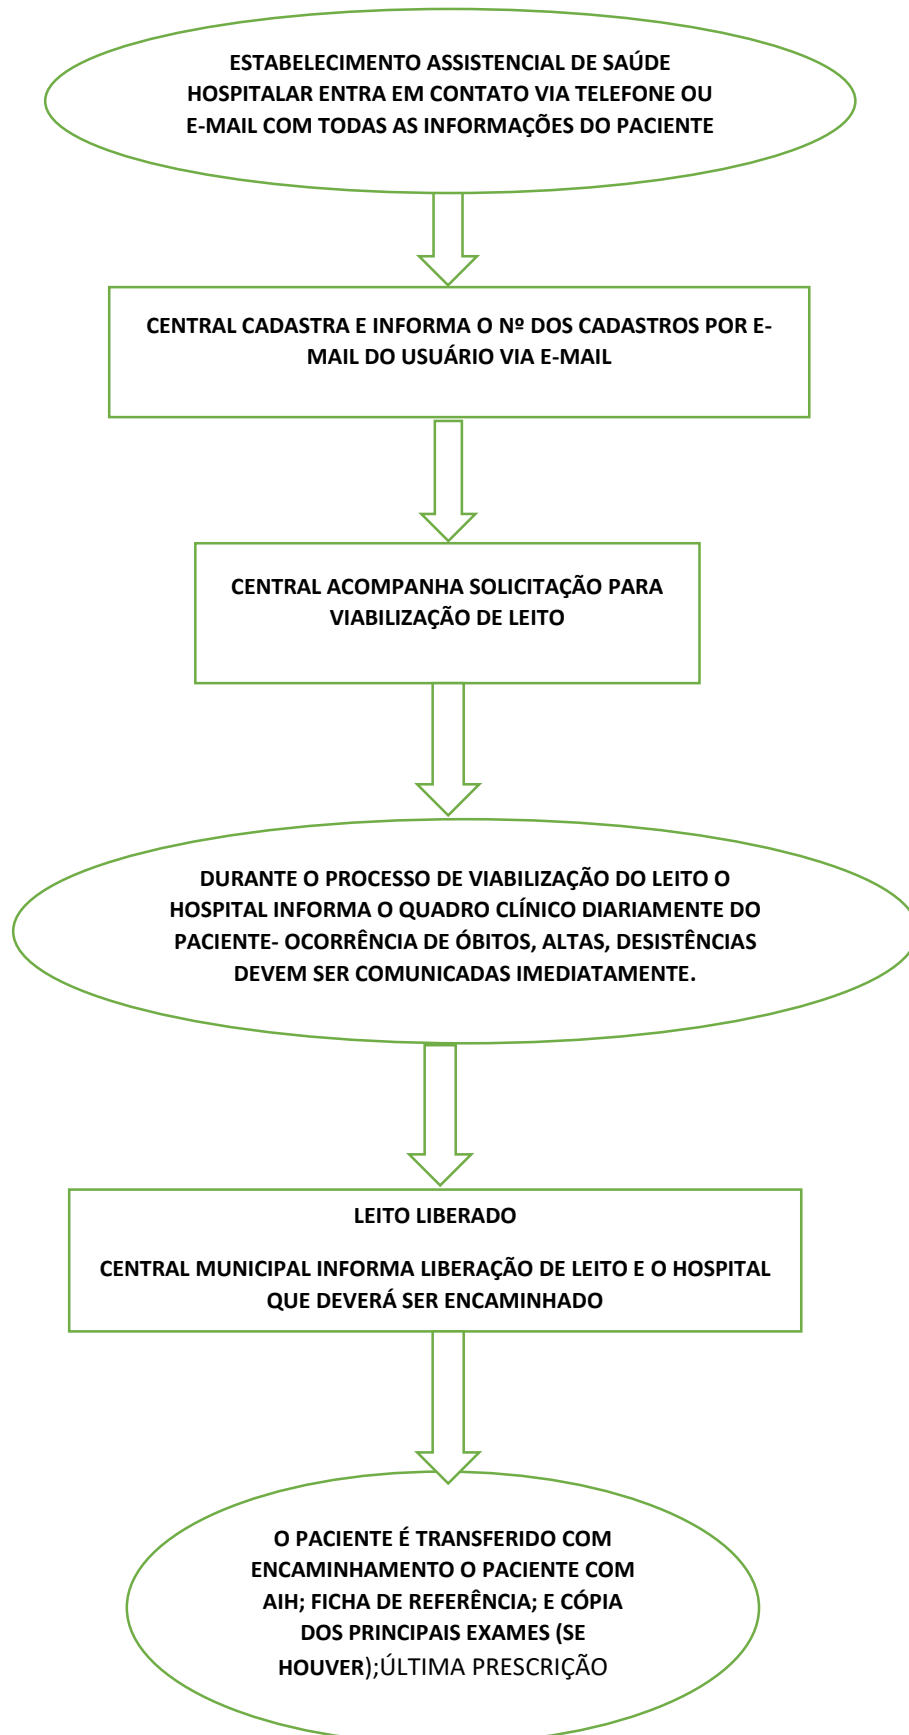 ESTABELECIMENTO ASSISTENCIAL DE SAÚDE
HOSPITALAR ENTRA EM CONTATO VIA TELEFONE OU
E-MAIL COM TODAS AS INFORMAÇÕES DO PACIENTE
CENTRAL CADASTRA E INFORMA O Nº DOS CADASTROS POR E-
MAIL DO USUÁRIO VIA E-MAIL
CENTRAL ACOMPANHA SOLICITAÇÃO PARA
VIABILIZAÇÃO DE LEITO
DURANTE O PROCESSO DE VIABILIZAÇÃO DO LEITO O
HOSPITAL INFORMA O QUADRO CLÍNICO DIARIAMENTE DO
PACIENTE- OCORRÊNCIA DE ÓBITOS, ALTAS, DESISTÊNCIAS
DEVEM SER COMUNICADAS IMEDIATAMENTE.
LEITO LIBERADO
CENTRAL MUNICIPAL INFORMA LIBERAÇÃO DE LEITO E O HOSPITAL
QUE DEVERÁ SER ENCAMINHADO
O PACIENTE É TRANSFERIDO COM
ENCAMINHAMENTO O PACIENTE COM
AIH; FICHA DE REFERÊNCIA; E CÓPIA
DOS PRINCIPAIS EXAMES (SE
HOUVER);ÚLTIMA PRESCRIÇÃO